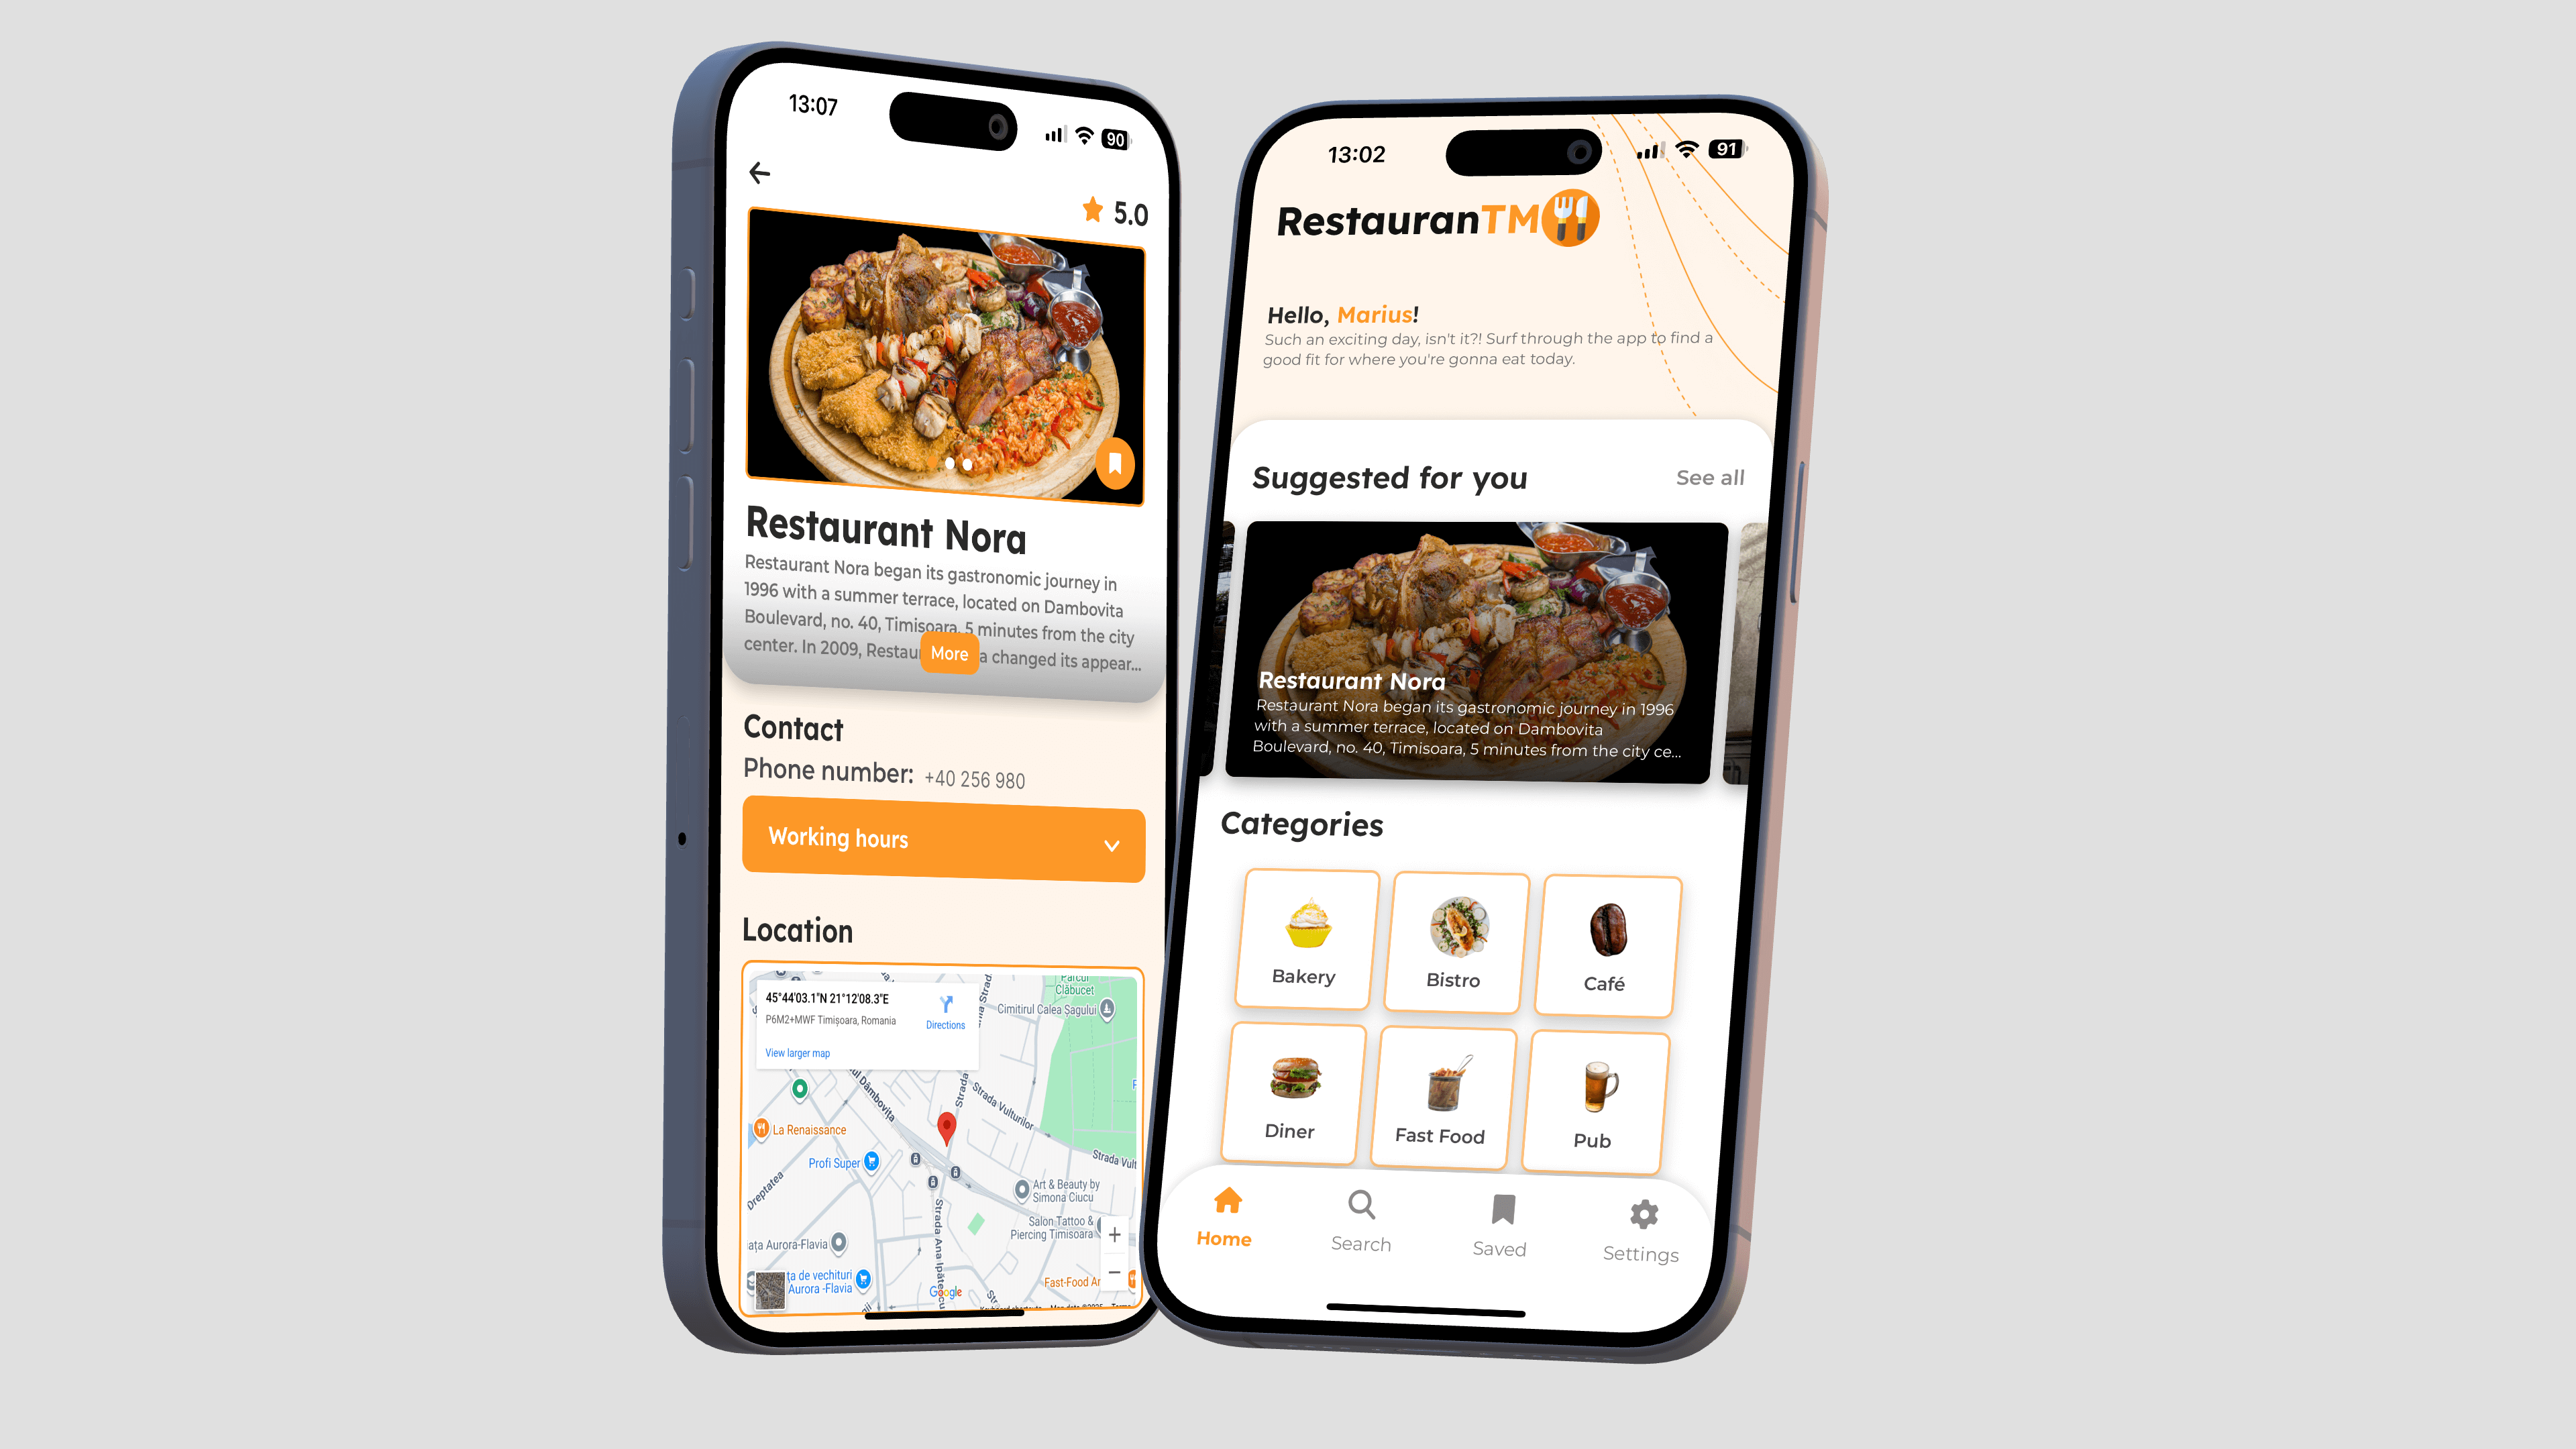 13:07
90
5.0
Restaurant Nora
Restaurant Nora began its gastronomic journey in
1996 with a summer terrace, located on Dambovita
Boulevard, no. 40, Timisoara, 5 minutes from the city
center. In 2009, Restau a changed its appear...
More
Contact
Phone number: +40 256 980
Working hours
Location
45°44'03.1"N 21°12'08.3"E
P6M2+MWF Timișoara, Romania
Directions
View larger map
Parcul
Clăbucet
Cimitirul Calea Șagului
Strad
ul Dâmbovița
Strada
Strada Vulturilor
La Renaissance
Profi Super
Strada Vult
Dreptatea
Art & Beauty by
Simona Ciucu
Strada Ana Ipătescu
Salon Tattoo &
Piercing Timisoara
ața Aurora-Flavia
ța de vechituri
Aurora -Flavia
Fast-Food Ar
Google
Str
13:02
91
RestauranTM
Hello, Marius!
Such an exciting day, isn't it?! Surf through the app to find a
good fit for where you're gonna eat today.
Suggested for you
See all
Restaurant Nora
Restaurant Nora began its gastronomic journey in 1996
with a summer terrace, located on Dambovita
Boulevard, no. 40, Timisoara, 5 minutes from the city ce...
Categories
Bakery
Bistro
Café
Diner
Fast Food
Pub
Home
Search
Saved
Settings